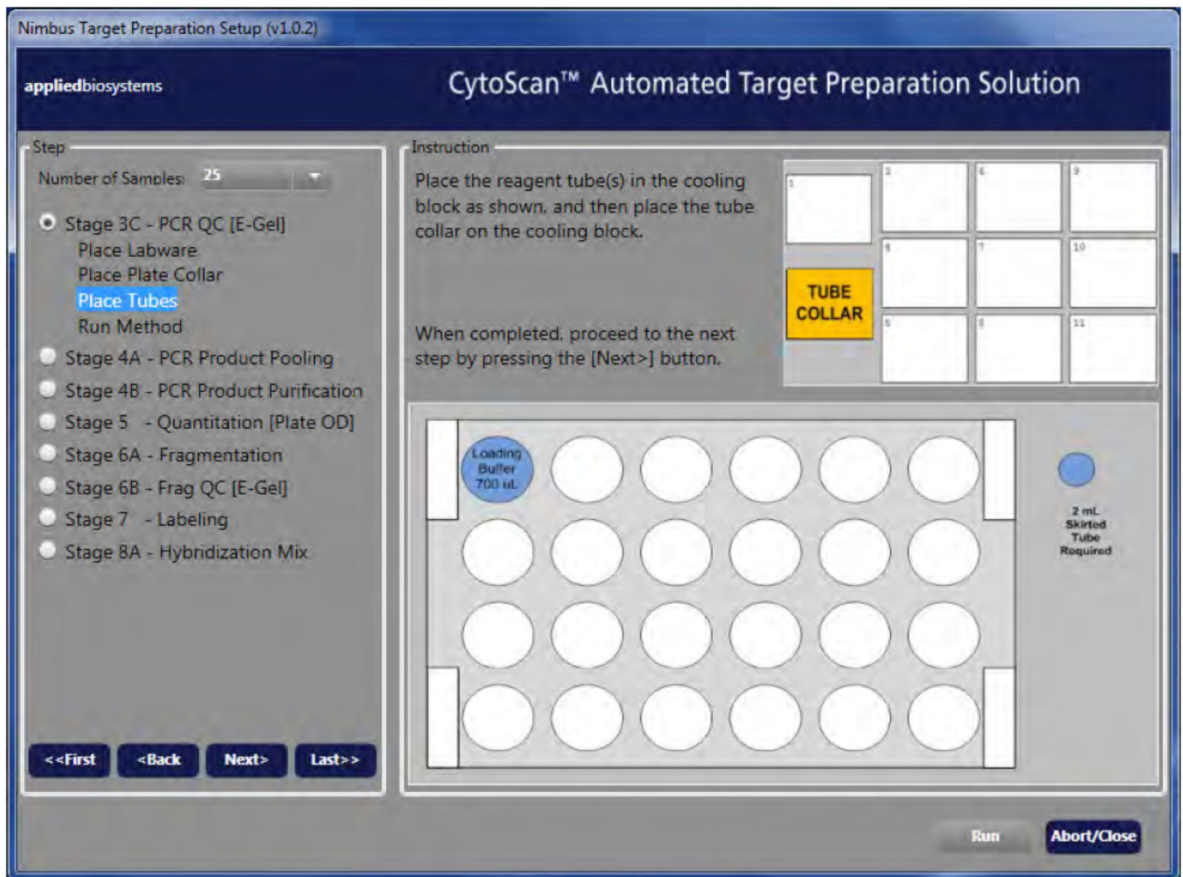 Nimbus Target Preparation Setup (v1.0.2)
appliedbiosystems
CytoScan™ Automated Target Preparation Solution
Step
Number of Samples: 25
Stage 3C - PCR QC [E-Gel]
Place Labware
Place Plate Collar
Place Tubes
Run Method
Stage 4A - PCR Product Pooling
Stage 4B - PCR Product Purification
Stage 5 - Quantitation [Plate OD]
Stage 6A - Fragmentation
Stage 6B - Frag QC [E-Gel]
Stage 7 - Labeling
Stage 8A - Hybridization Mix
<<First <Back Next> Last>>
Instruction
Place the reagent tube(s) in the cooling
block as shown, and then place the tube
collar on the cooling block.
When completed, proceed to the next
step by pressing the [Next>] button.
1 3 6 9
4 7 10
TUBE
COLLAR
5 8 11
Loading
Buffer
700 uL
2 mL
Skirted
Tube
Required
Run Abort/Close